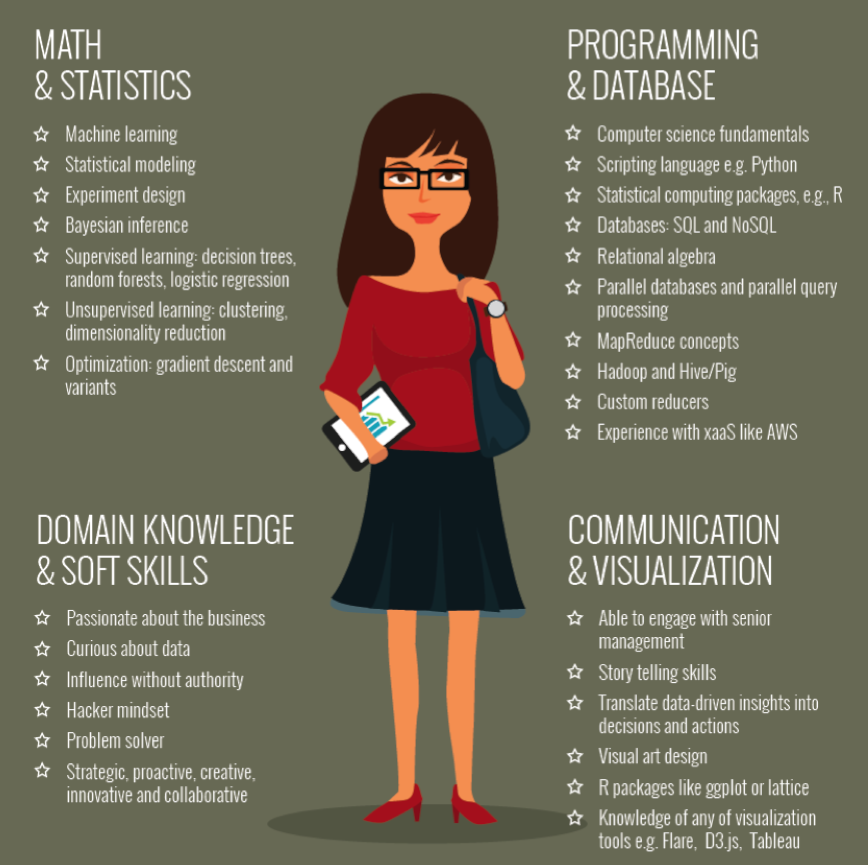 MATH
& STATISTICS
Machine learning
Statistical modeling
Experiment design
Bayesian inference
Supervised learning: decision trees,
random forests, logistic regression
Unsupervised learning: clustering,
dimensionality reduction
Optimization: gradient descent and
variants
PROGRAMMING
& DATABASE
Computer science fundamentals
Scripting language e.g. Python
Statistical computing packages, e.g., R
Databases: SQL and NoSQL
Relational algebra
Parallel databases and parallel query
processing
MapReduce concepts
Hadoop and Hive/Pig
Custom reducers
Experience with xaaS like AWS
DOMAIN KNOWLEDGE
& SOFT SKILLS
Passionate about the business
Curious about data
Influence without authority
Hacker mindset
Problem solver
Strategic, proactive, creative,
innovative and collaborative
COMMUNICATION
& VISUALIZATION
Able to engage with senior
management
Story telling skills
Translate data-driven insights into
decisions and actions
Visual art design
R packages like ggplot or lattice
Knowledge of any of visualization
tools e.g. Flare, D3.js, Tableau